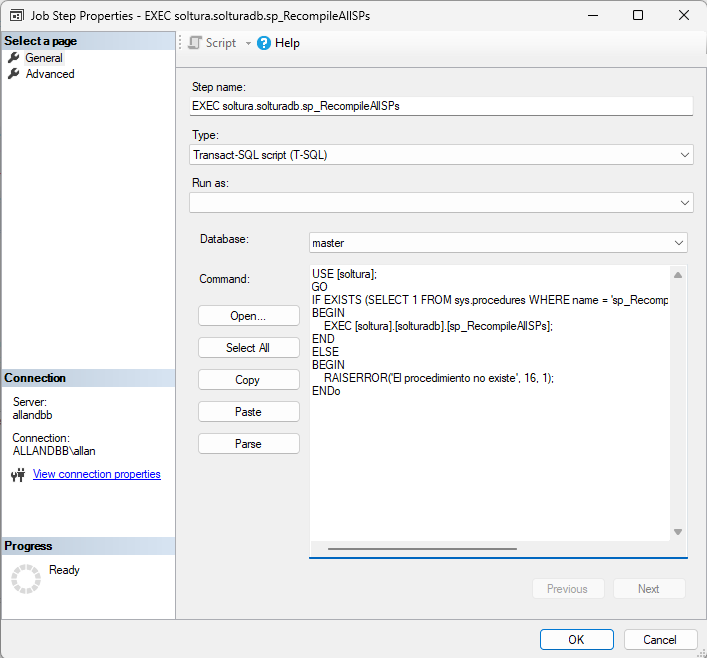 Job Step Properties - EXEC soltura.solturadb.sp_RecompileAllSPs
Select a page
General
Advanced
Script
Help
Step name:
EXEC soltura.solturadb.sp_RecompileAllSPs
Type:
Transact-SQL script (T-SQL)
Run as:
Database:
master
Command:
Open...
Select All
Copy
Paste
Parse
USE [soltura];
GO
IF EXISTS (SELECT 1 FROM sys.procedures WHERE name = 'sp_Recomp
BEGIN
EXEC [soltura].[solturadb].[sp_RecompileAllSPs];
END
ELSE
BEGIN
RAISERROR('El procedimiento no existe', 16, 1);
ENDo
Connection
Server:
allandbb
Connection:
ALLANDBB\allan
View connection properties
Progress
Ready
Previous
Next
OK
Cancel